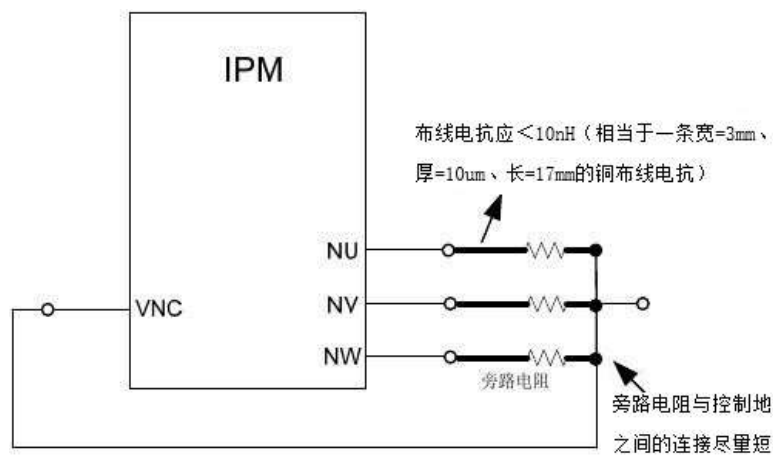 IPM
布线电抗应<10nH（相当于一条宽=3mm、
厚=10um、长=17mm的铜布线电抗）
NU
VNC
NV
NW
旁路电阻
旁路电阻与控制地
之间的连接尽量短